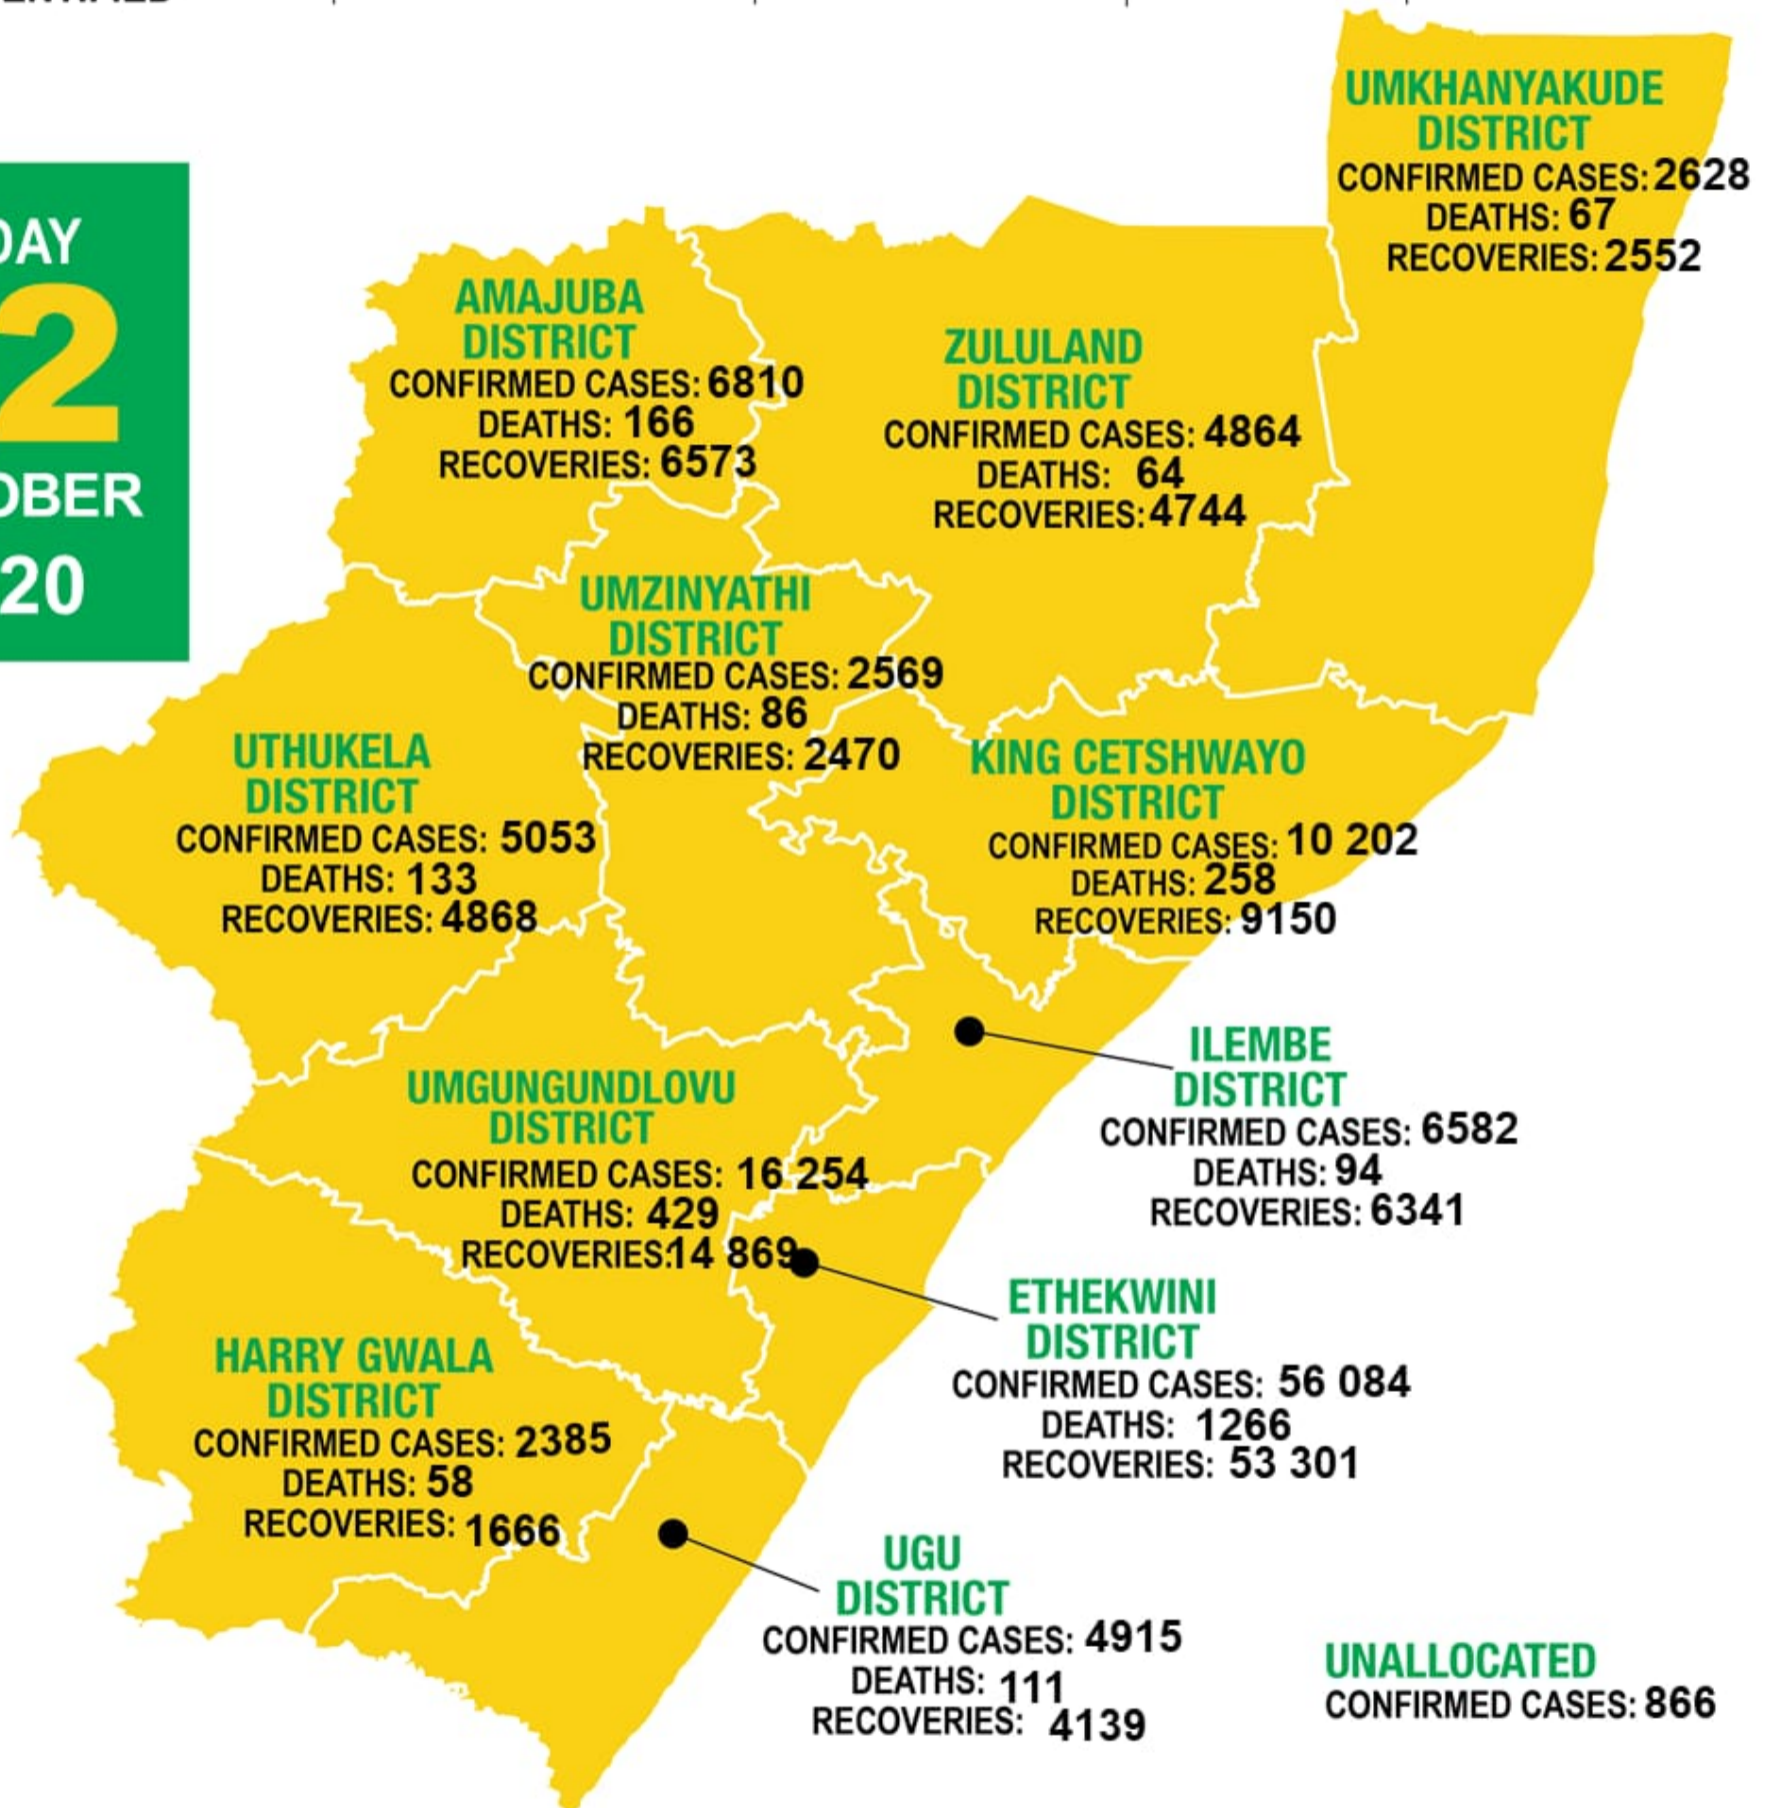 DAY
2
OBER
20
UMKHANYAKUDE
DISTRICT
CONFIRMED CASES: 2628
DEATHS: 67
RECOVERIES: 2552
AMAJUBA
DISTRICT
CONFIRMED CASES: 6810
DEATHS: 166
RECOVERIES: 6573
ZULULAND
DISTRICT
CONFIRMED CASES: 4864
DEATHS: 64
RECOVERIES: 4744
UMZINYATHI
DISTRICT
CONFIRMED CASES: 2569
DEATHS: 86
RECOVERIES: 2470
UTHUKELA
DISTRICT
CONFIRMED CASES: 5053
DEATHS: 133
RECOVERIES: 4868
KING CETSHWAYO
DISTRICT
CONFIRMED CASES: 10 202
DEATHS: 258
RECOVERIES: 9150
UMGUNGUNDLOVU
DISTRICT
CONFIRMED CASES: 16 254
DEATHS: 429
RECOVERIES: 14 869
ILEMBE
DISTRICT
CONFIRMED CASES: 6582
DEATHS: 94
RECOVERIES: 6341
ETHEKWINI
DISTRICT
CONFIRMED CASES: 56 084
DEATHS: 1266
RECOVERIES: 53 301
HARRY GWALA
DISTRICT
CONFIRMED CASES: 2385
DEATHS: 58
RECOVERIES: 1666
UGU
DISTRICT
CONFIRMED CASES: 4915
DEATHS: 111
RECOVERIES: 4139
UNALLOCATED
CONFIRMED CASES: 866